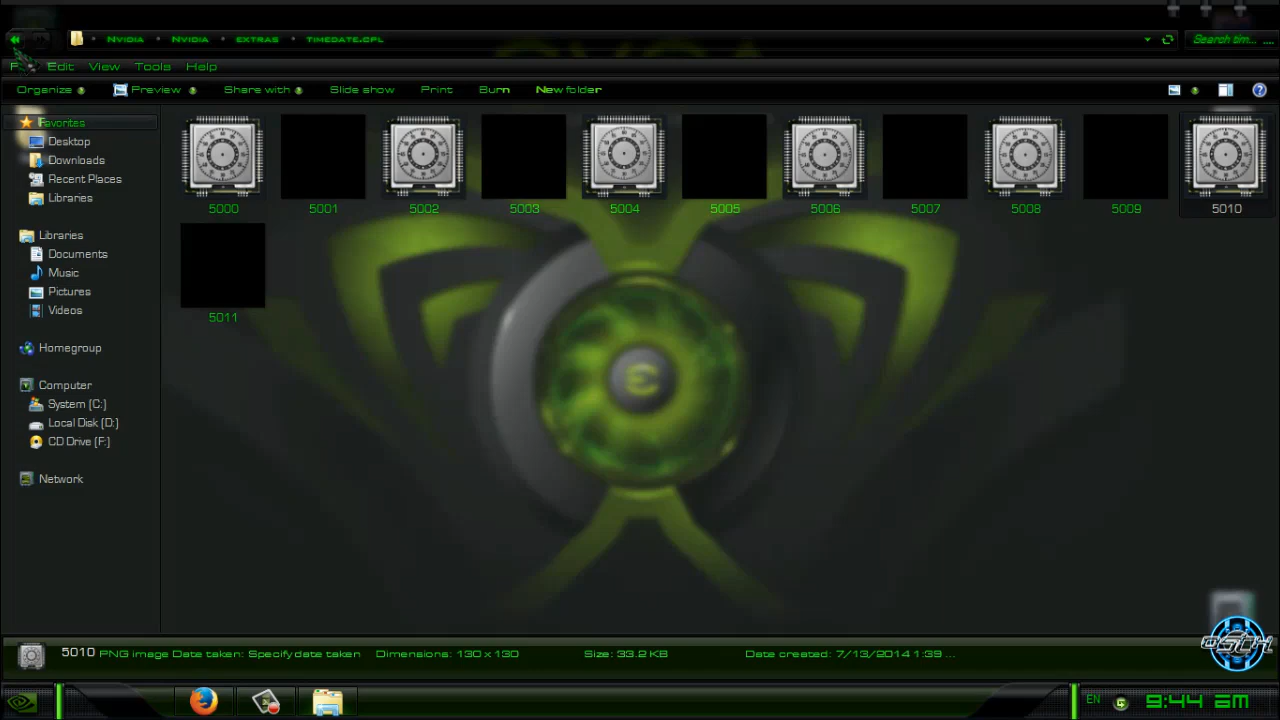 NVIDIA • NVIDIA • EXTRAS • TIMEDATE.CPL
Search tim...
Edit View Tools Help
Organize Preview Share with Slide show Print Burn New folder
Favorites
Desktop
Downloads
Recent Places
Libraries
Libraries
Documents
Music
Pictures
Videos
Homegroup
Computer
System (C:)
Local Disk (D:)
CD Drive (F:)
Network
5000 5001 5002 5003 5004 5005 5006 5007 5008 5009 5010
5011
5010 PNG image Date taken: Specify date taken Dimensions: 130 x 130 Size: 33.2 KB Date created: 7/13/2014 1:39 ...
EN 9:44 AM